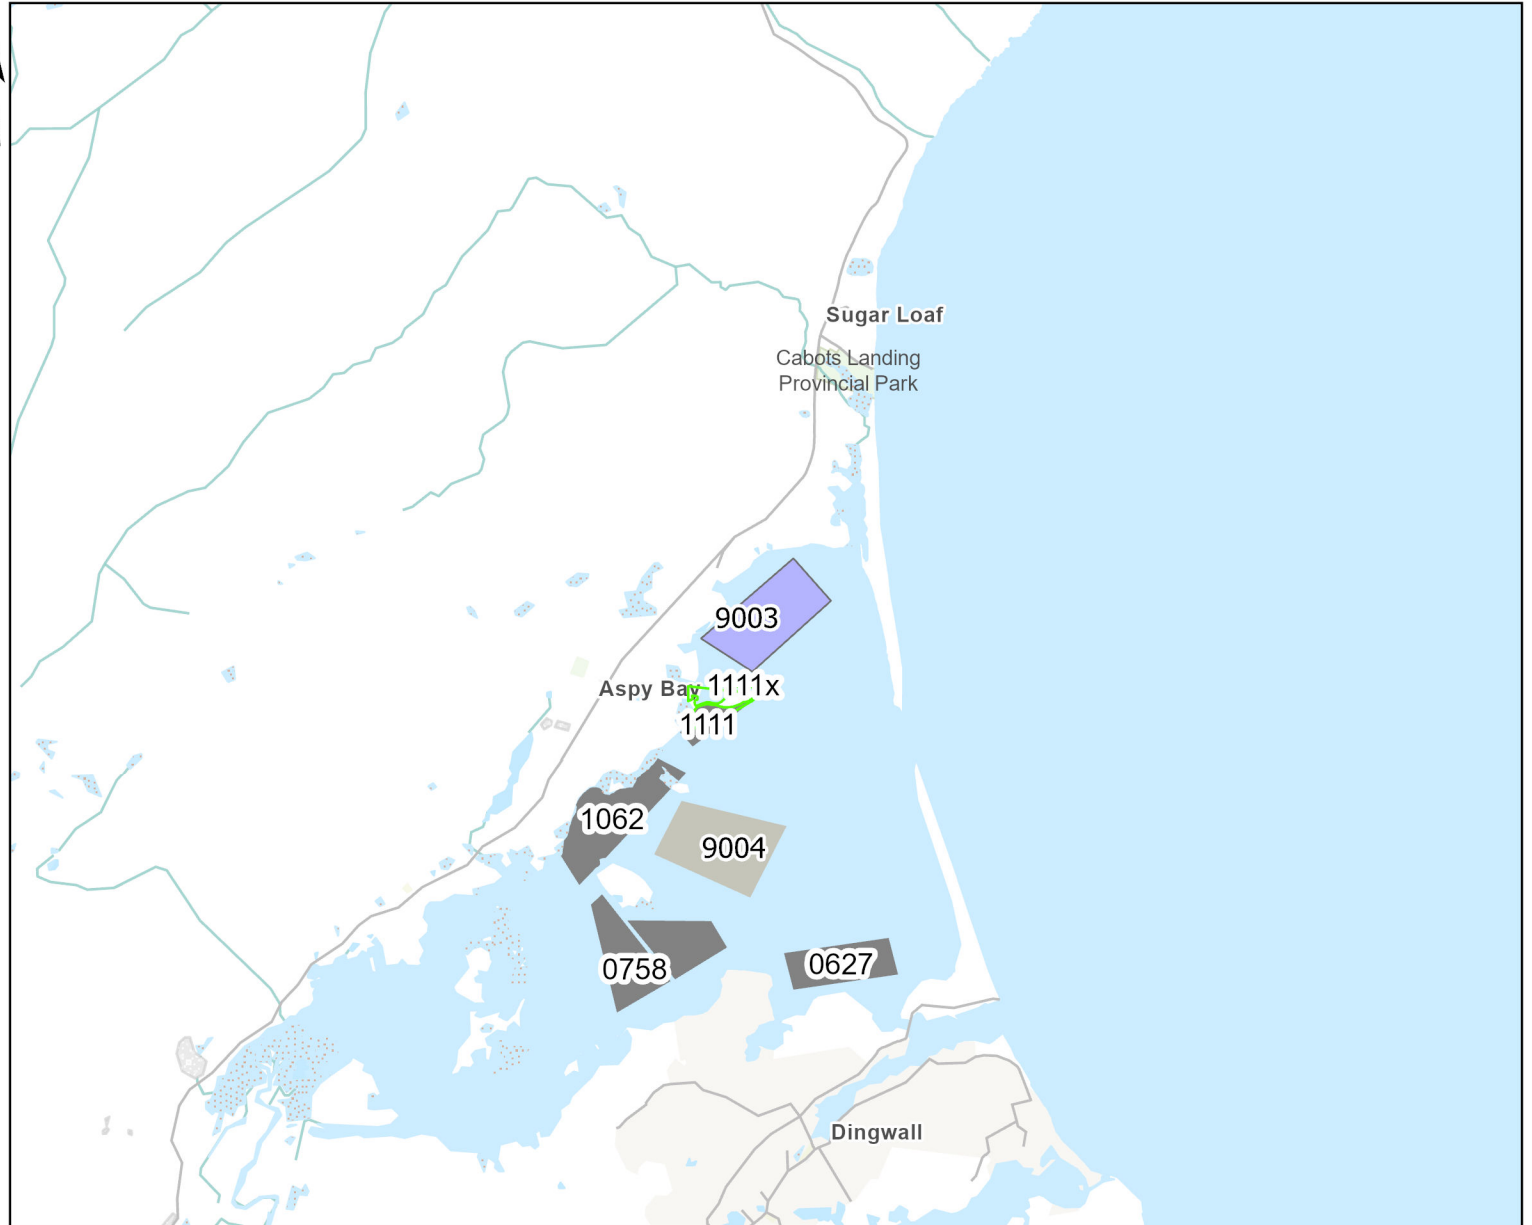 Sugar Loaf
Cabots Landing
Provincial Park
9003
Aspy Bay
1111x
1111
1062
9004
0758
0627
Dingwall